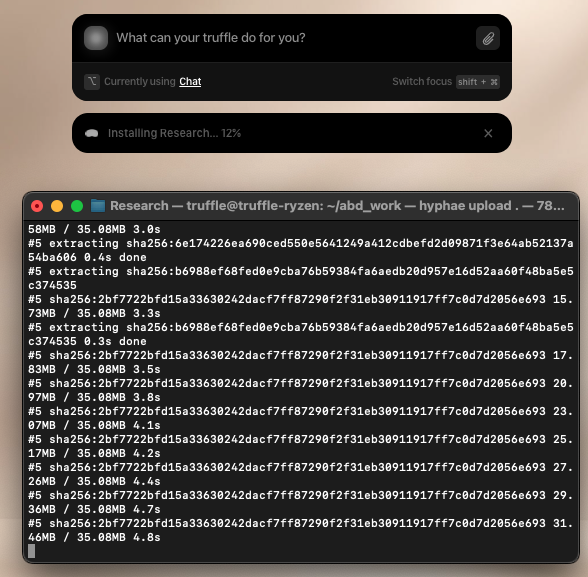 What can your truffle do for you?
⌥ Currently using Chat
Switch focus shift + ⌘
Installing Research... 12%
Research — truffle@truffle-ryzen: ~/abd_work — hyphae upload . — 78...
58MB / 35.08MB 3.0s
#5 extracting sha256:6e174226ea690ced550e5641249a412cdbefd2d09871f3e64ab52137a
54ba606 0.4s done
#5 extracting sha256:b6988ef68fed0e9cba76b59384fa6aedb20d957e16d52aa60f48ba5e5
c374535
#5 sha256:2bf7722bfd15a33630242dacf7ff87290f2f31eb30911917ff7c0d7d2056e693 15.
73MB / 35.08MB 3.3s
#5 extracting sha256:b6988ef68fed0e9cba76b59384fa6aedb20d957e16d52aa60f48ba5e5
c374535 0.3s done
#5 sha256:2bf7722bfd15a33630242dacf7ff87290f2f31eb30911917ff7c0d7d2056e693 17.
83MB / 35.08MB 3.5s
#5 sha256:2bf7722bfd15a33630242dacf7ff87290f2f31eb30911917ff7c0d7d2056e693 20.
97MB / 35.08MB 3.8s
#5 sha256:2bf7722bfd15a33630242dacf7ff87290f2f31eb30911917ff7c0d7d2056e693 23.
07MB / 35.08MB 4.1s
#5 sha256:2bf7722bfd15a33630242dacf7ff87290f2f31eb30911917ff7c0d7d2056e693 25.
17MB / 35.08MB 4.2s
#5 sha256:2bf7722bfd15a33630242dacf7ff87290f2f31eb30911917ff7c0d7d2056e693 27.
26MB / 35.08MB 4.4s
#5 sha256:2bf7722bfd15a33630242dacf7ff87290f2f31eb30911917ff7c0d7d2056e693 29.
36MB / 35.08MB 4.7s
#5 sha256:2bf7722bfd15a33630242dacf7ff87290f2f31eb30911917ff7c0d7d2056e693 31.
46MB / 35.08MB 4.8s